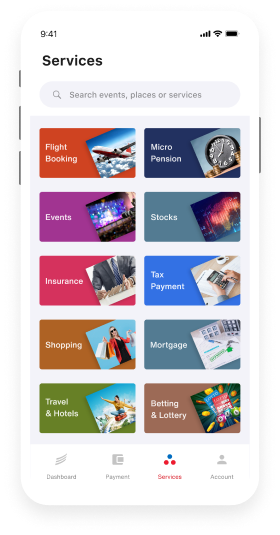 9:41
Services
Search events, places or services
Flight
Booking
Micro
Pension
Events
Stocks
Insurance
Tax
Payment
Shopping
Mortgage
Travel
& Hotels
Betting
& Lottery
Dashboard
Payment
Services
Account